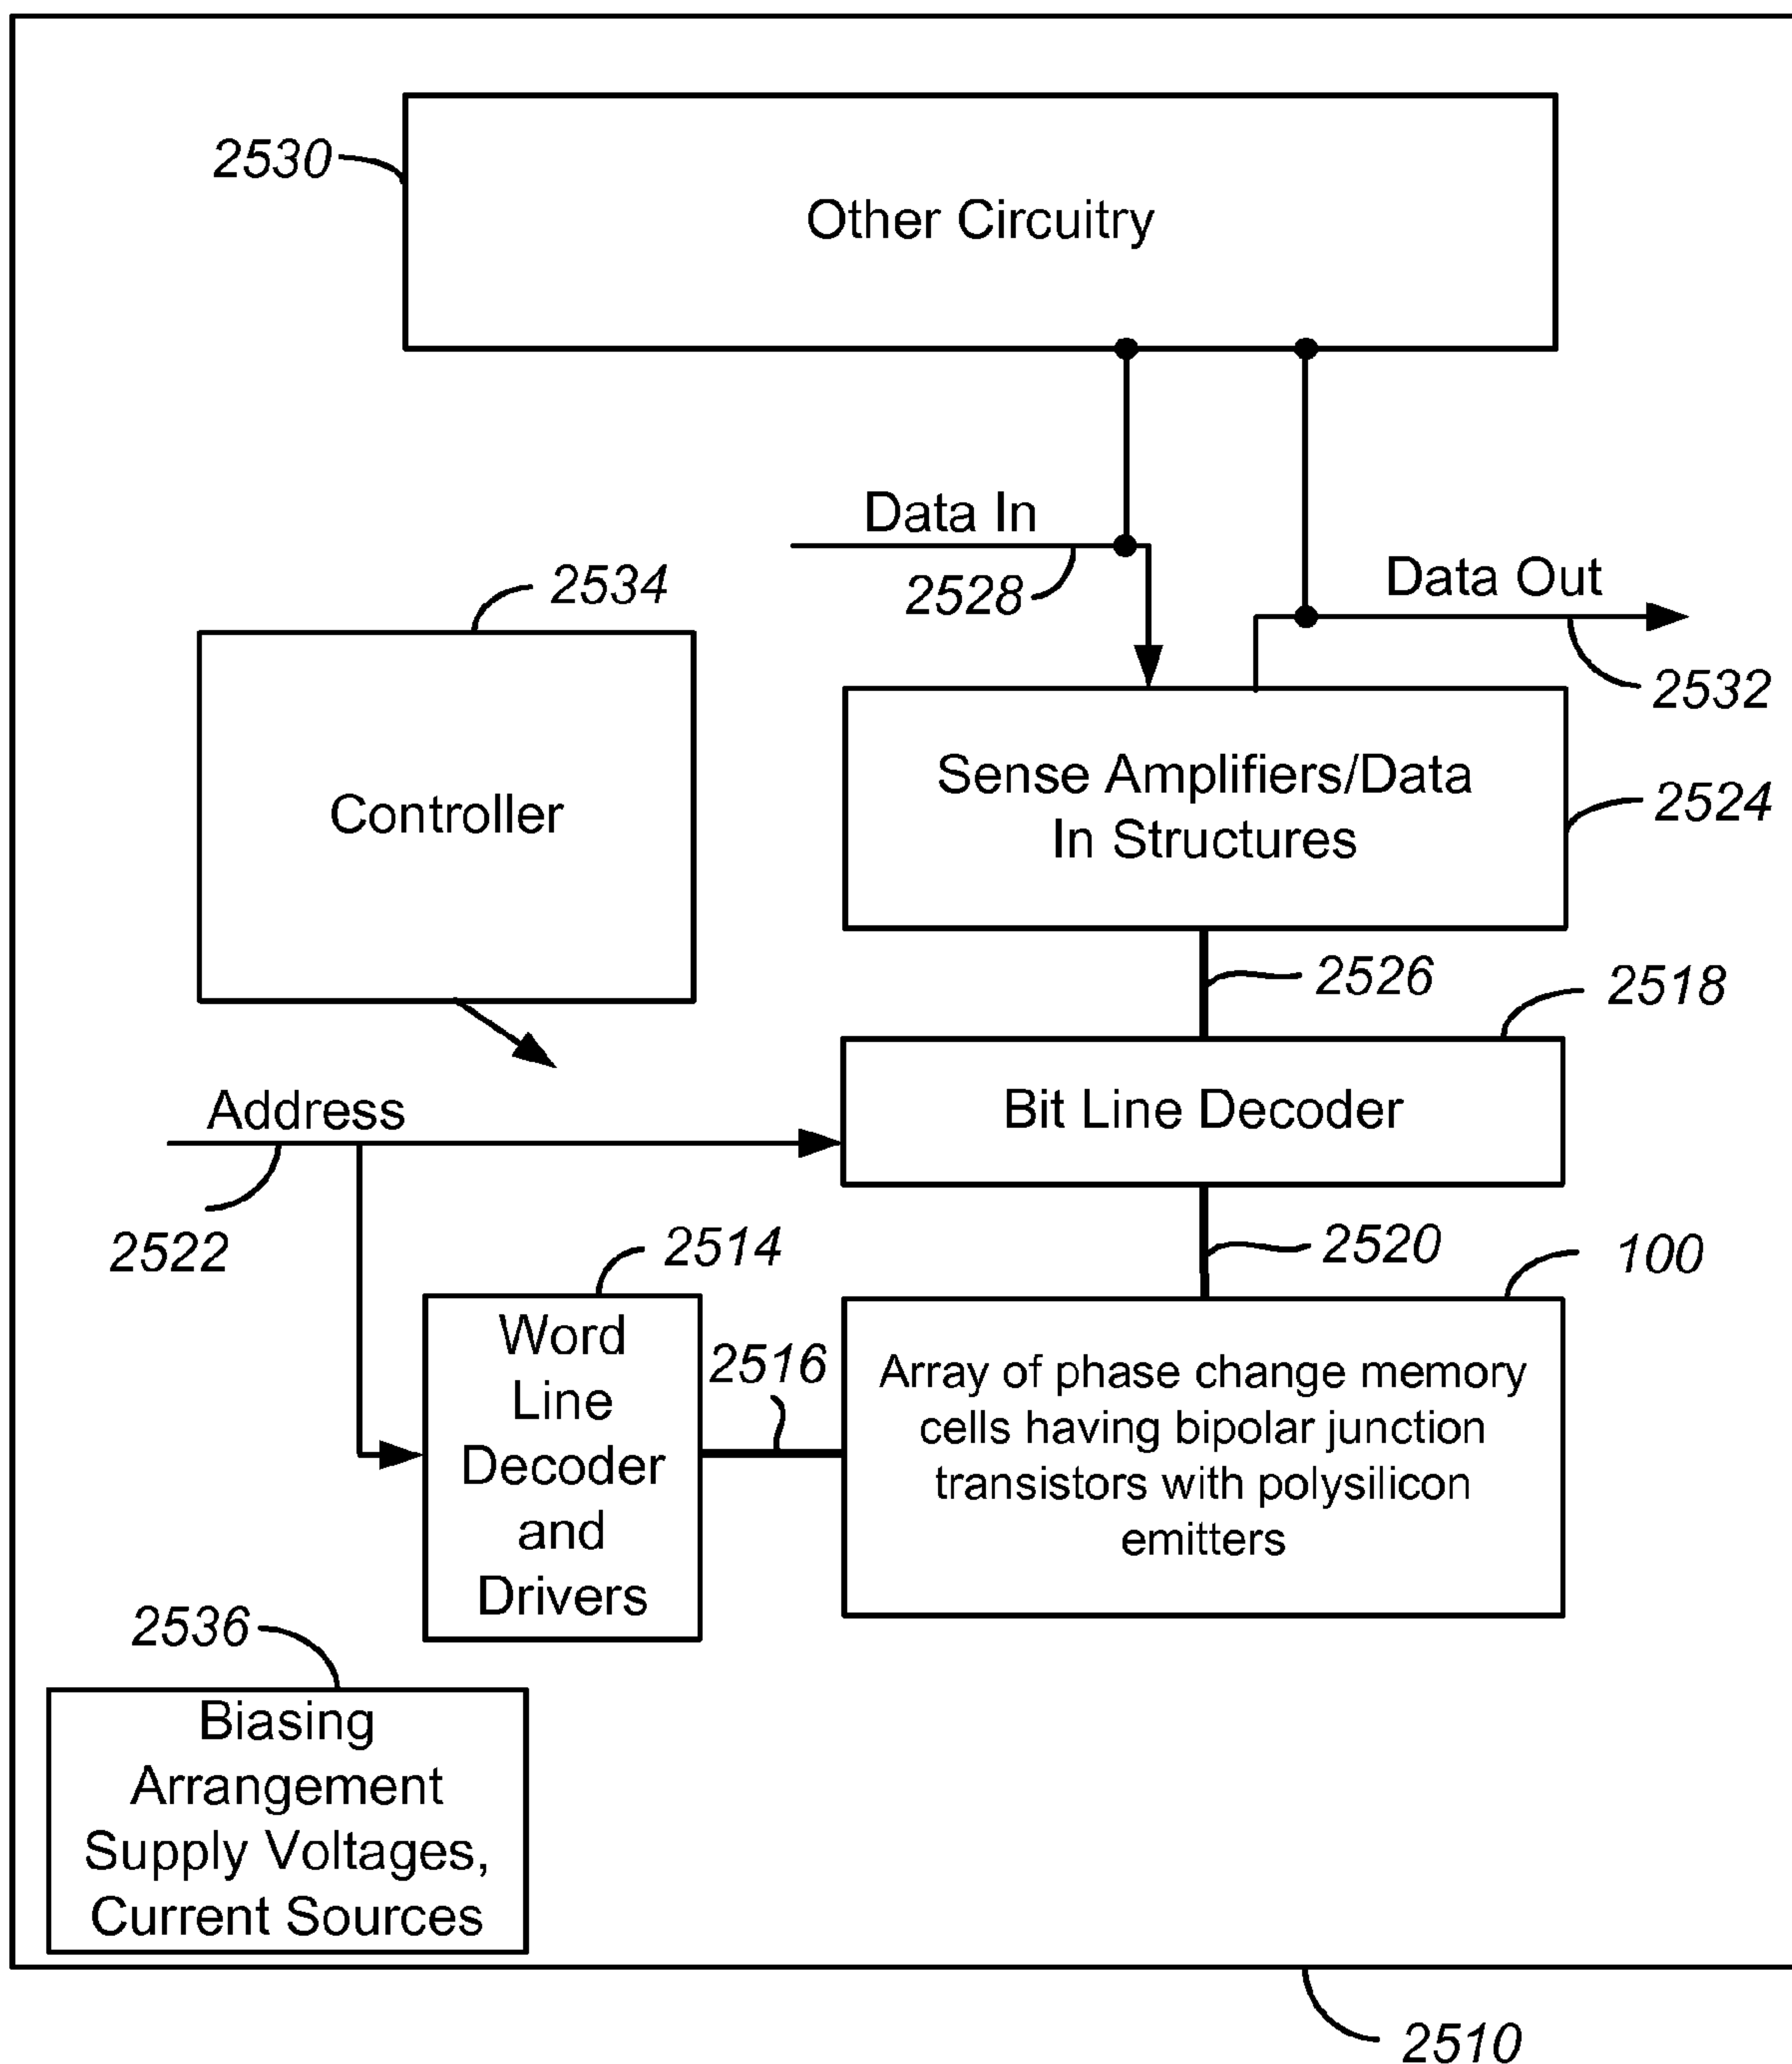 2530
Other Circuitry
Data In
2528
2534
Data Out
2532
Controller
Sense Amplifiers/Data
In Structures
2524
2526
2518
Address
Bit Line Decoder
2522
2514
2520
100
Word
Line
Decoder
and
Drivers
2516
Array of phase change memory
cells having bipolar junction
transistors with polysilicon
emitters
2536
Biasing
Arrangement
Supply Voltages,
Current Sources
2510